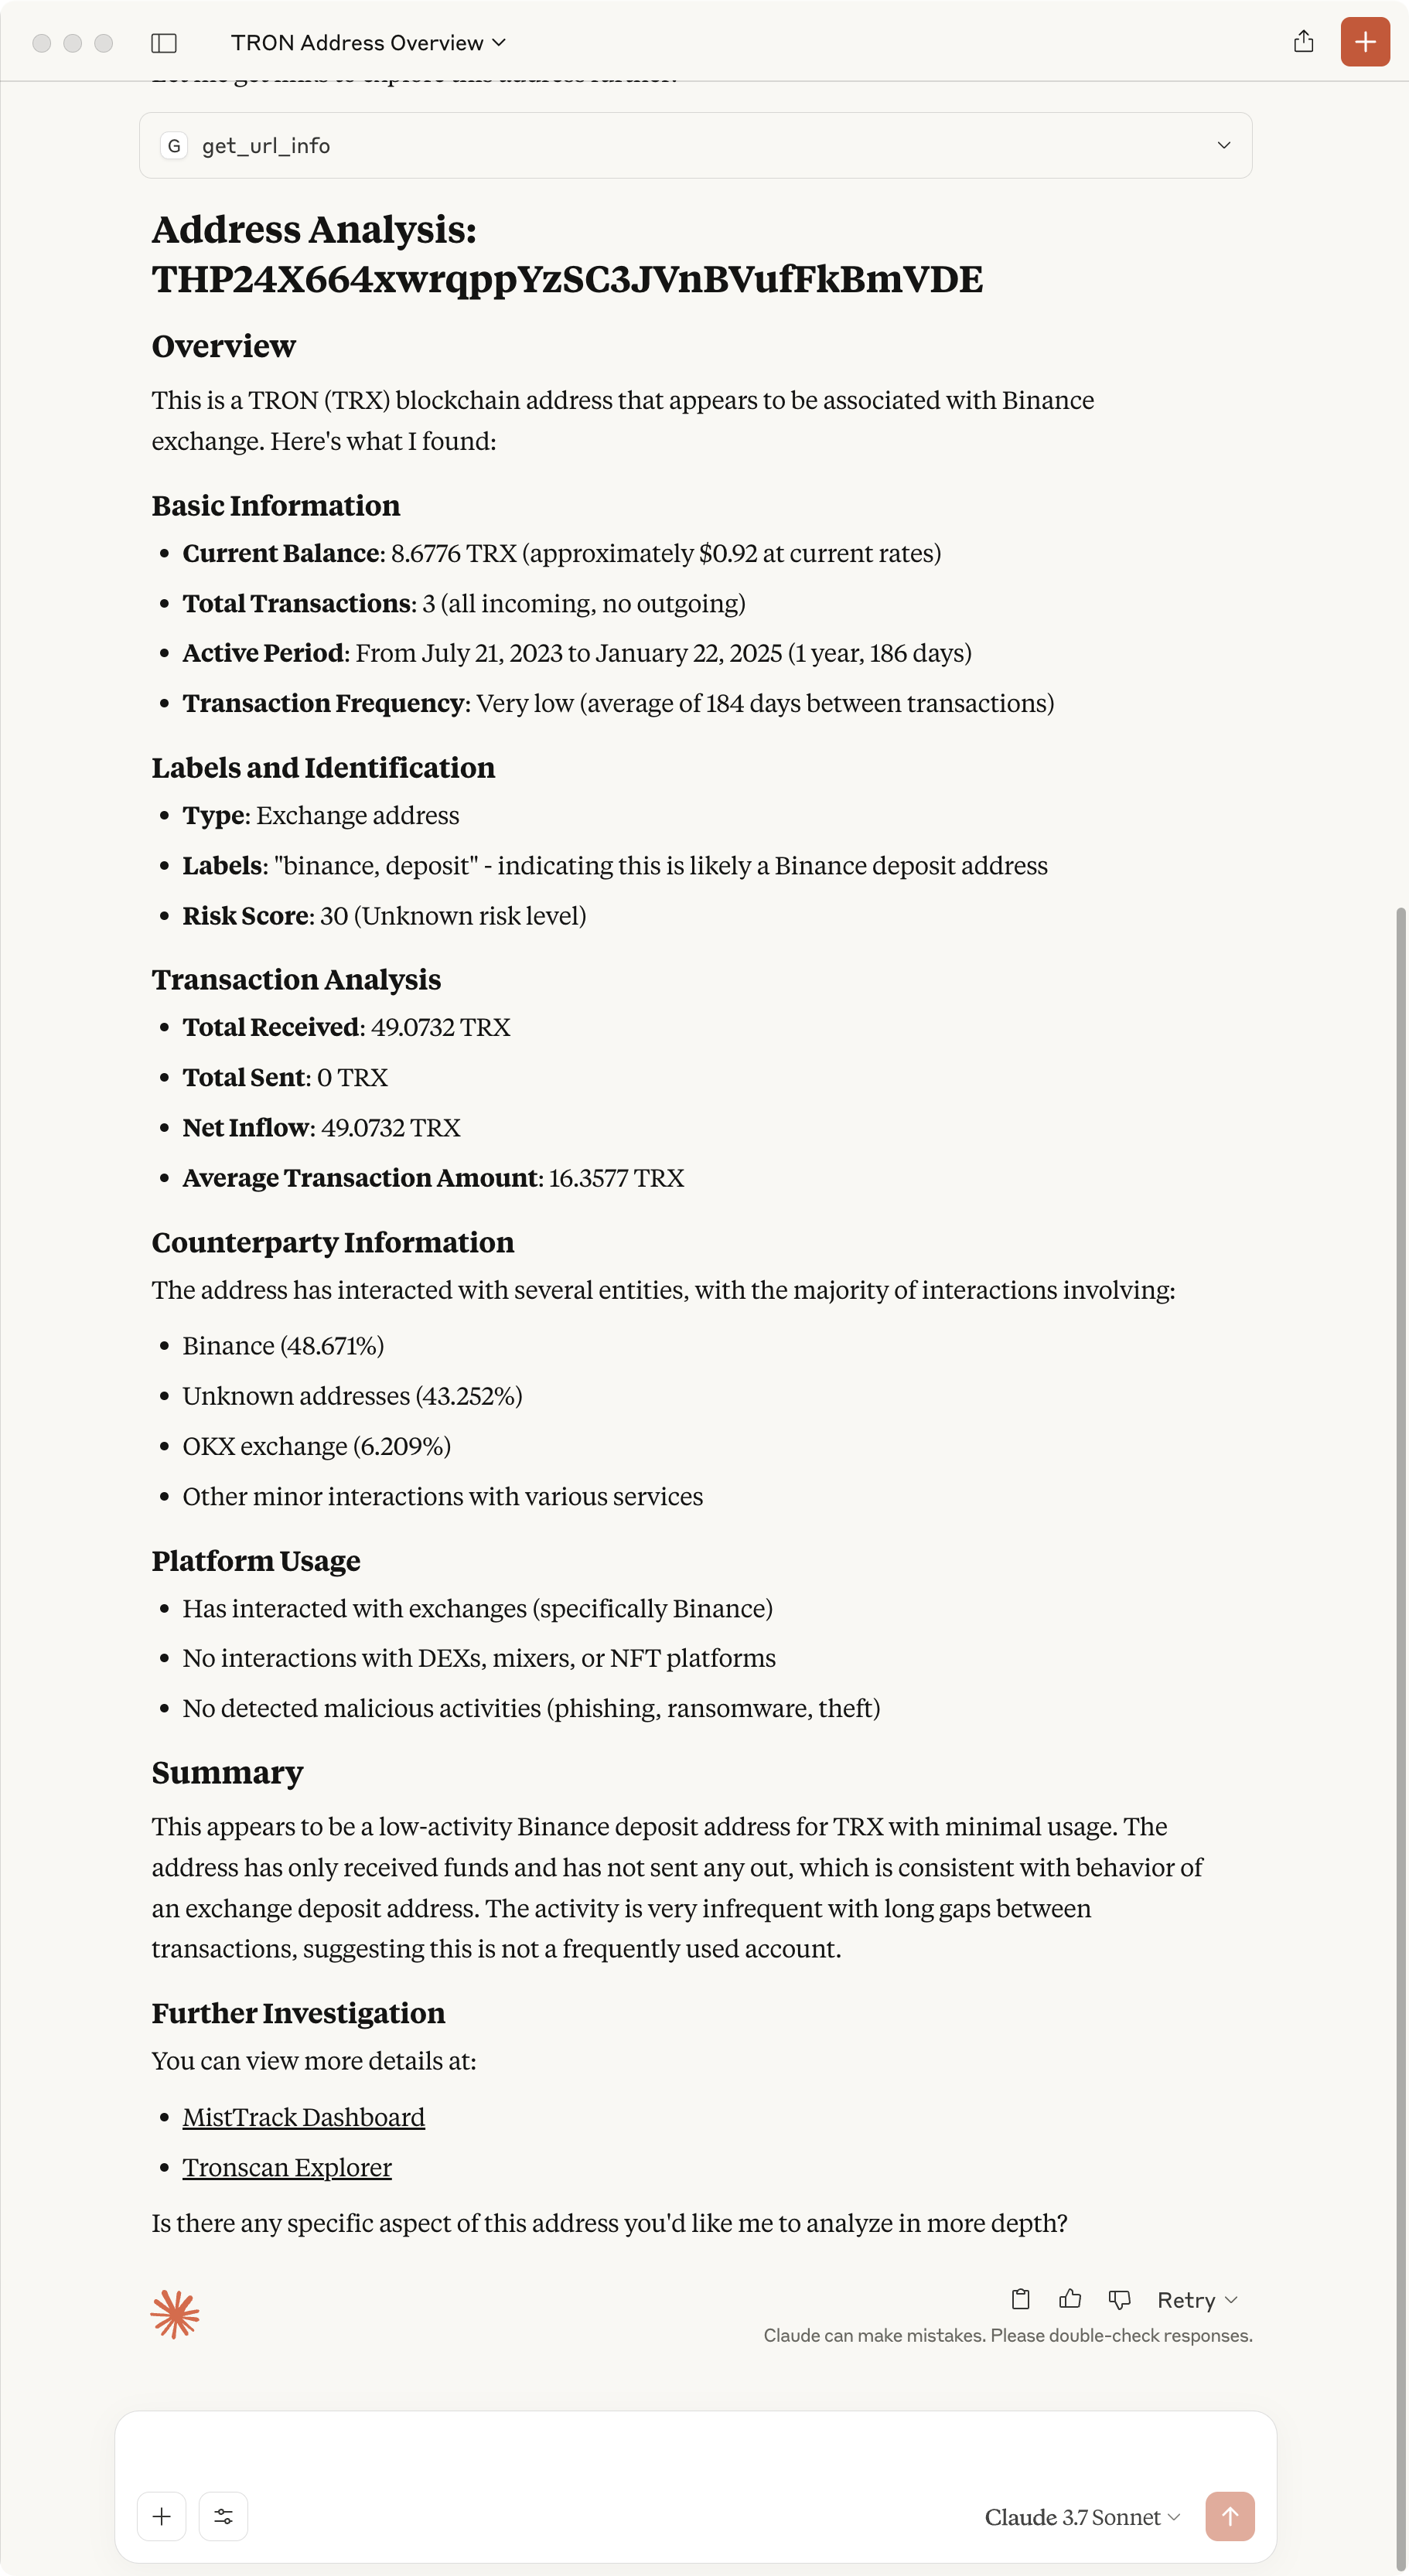 TRON Address Overview
Let me get links to explore this address further.
G get_url_info
Address Analysis:
THP24X664xwrqppYzSC3JVnBVufFkBmVDE
Overview
This is a TRON (TRX) blockchain address that appears to be associated with Binance
exchange. Here's what I found:
Basic Information
• Current Balance: 8.6776 TRX (approximately $0.92 at current rates)
• Total Transactions: 3 (all incoming, no outgoing)
• Active Period: From July 21, 2023 to January 22, 2025 (1 year, 186 days)
• Transaction Frequency: Very low (average of 184 days between transactions)
Labels and Identification
• Type: Exchange address
• Labels: "binance, deposit" - indicating this is likely a Binance deposit address
• Risk Score: 30 (Unknown risk level)
Transaction Analysis
• Total Received: 49.0732 TRX
• Total Sent: 0 TRX
• Net Inflow: 49.0732 TRX
• Average Transaction Amount: 16.3577 TRX
Counterparty Information
The address has interacted with several entities, with the majority of interactions involving:
• Binance (48.671%)
• Unknown addresses (43.252%)
• OKX exchange (6.209%)
• Other minor interactions with various services
Platform Usage
• Has interacted with exchanges (specifically Binance)
• No interactions with DEXs, mixers, or NFT platforms
• No detected malicious activities (phishing, ransomware, theft)
Summary
This appears to be a low-activity Binance deposit address for TRX with minimal usage. The
address has only received funds and has not sent any out, which is consistent with behavior of
an exchange deposit address. The activity is very infrequent with long gaps between
transactions, suggesting this is not a frequently used account.
Further Investigation
You can view more details at:
• MistTrack Dashboard
• Tronscan Explorer
Is there any specific aspect of this address you'd like me to analyze in more depth?
Retry
Claude can make mistakes. Please double-check responses.
Claude 3.7 Sonnet